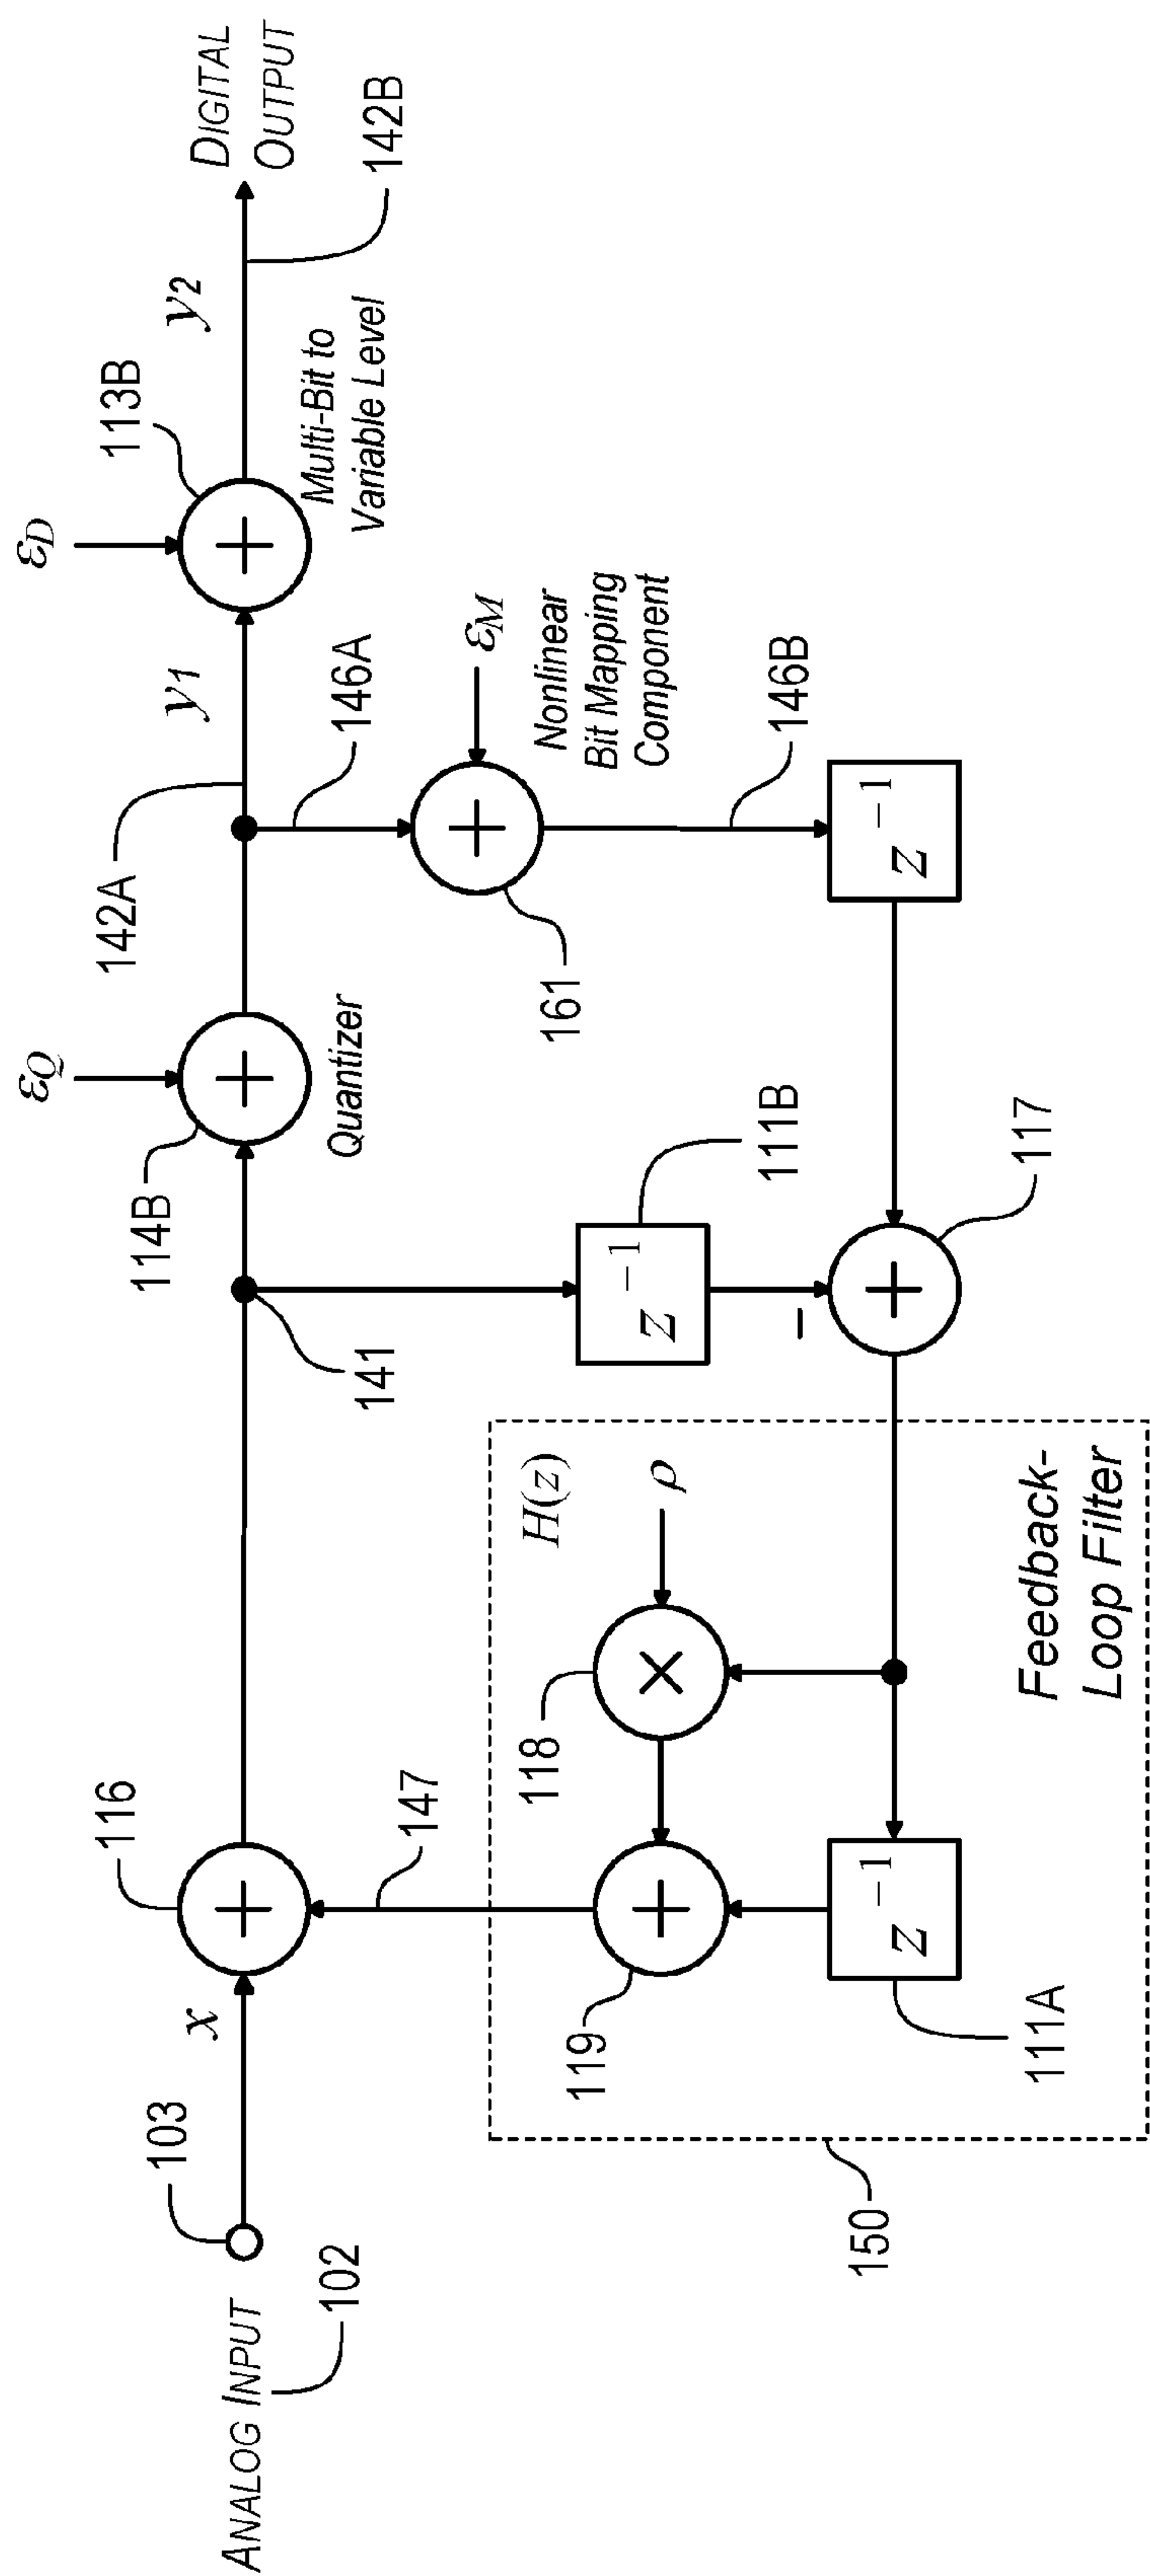 ANALOG INPUT
102
103
x
116
147
141
114B
εQ
Quantizer
142A
y1
146A
εD
113B
Multi-Bit to
Variable Level
y2
142B
DIGITAL
OUTPUT
εM
Nonlinear
Bit Mapping
Component
161
146B
z −1
111B
z −1
−
117
H(z)
ρ
118
119
z −1
111A
150
Feedback-
Loop Filter